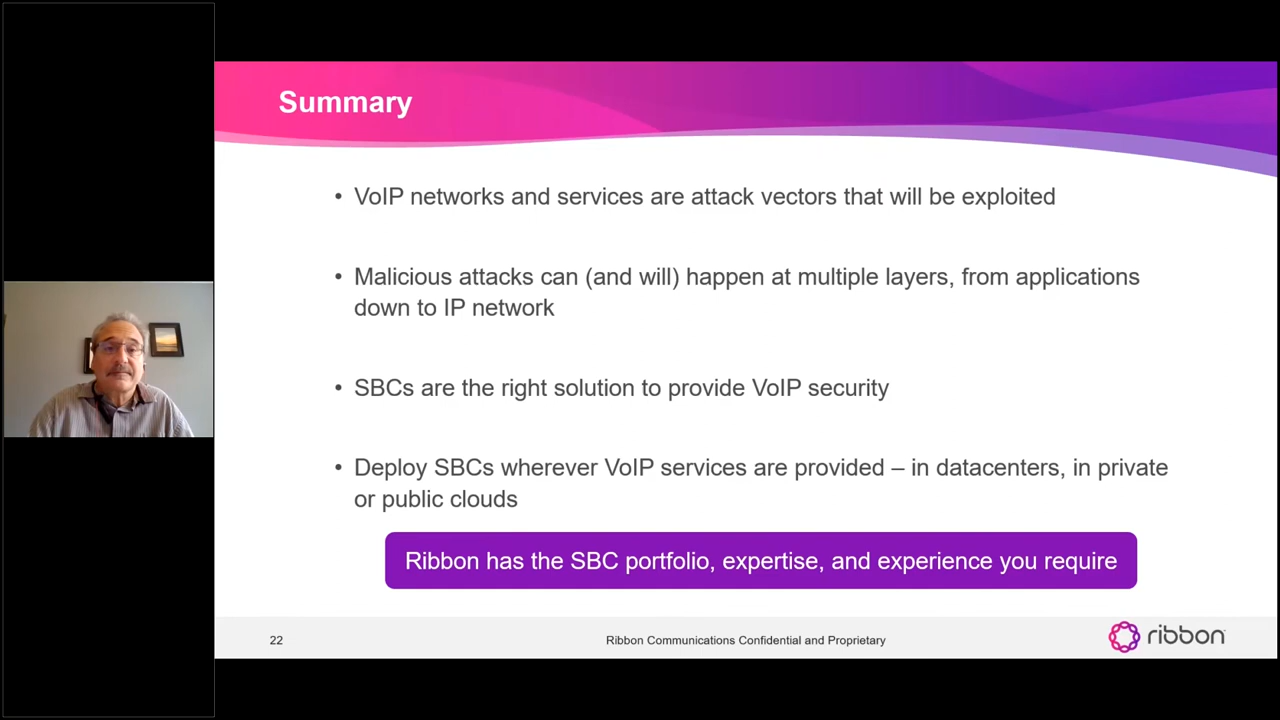 Summary
• VoIP networks and services are attack vectors that will be exploited
• Malicious attacks can (and will) happen at multiple layers, from applications
down to IP network
• SBCs are the right solution to provide VoIP security
• Deploy SBCs wherever VoIP services are provided – in datacenters, in private
or public clouds
Ribbon has the SBC portfolio, expertise, and experience you require
22
Ribbon Communications Confidential and Proprietary
ribbon